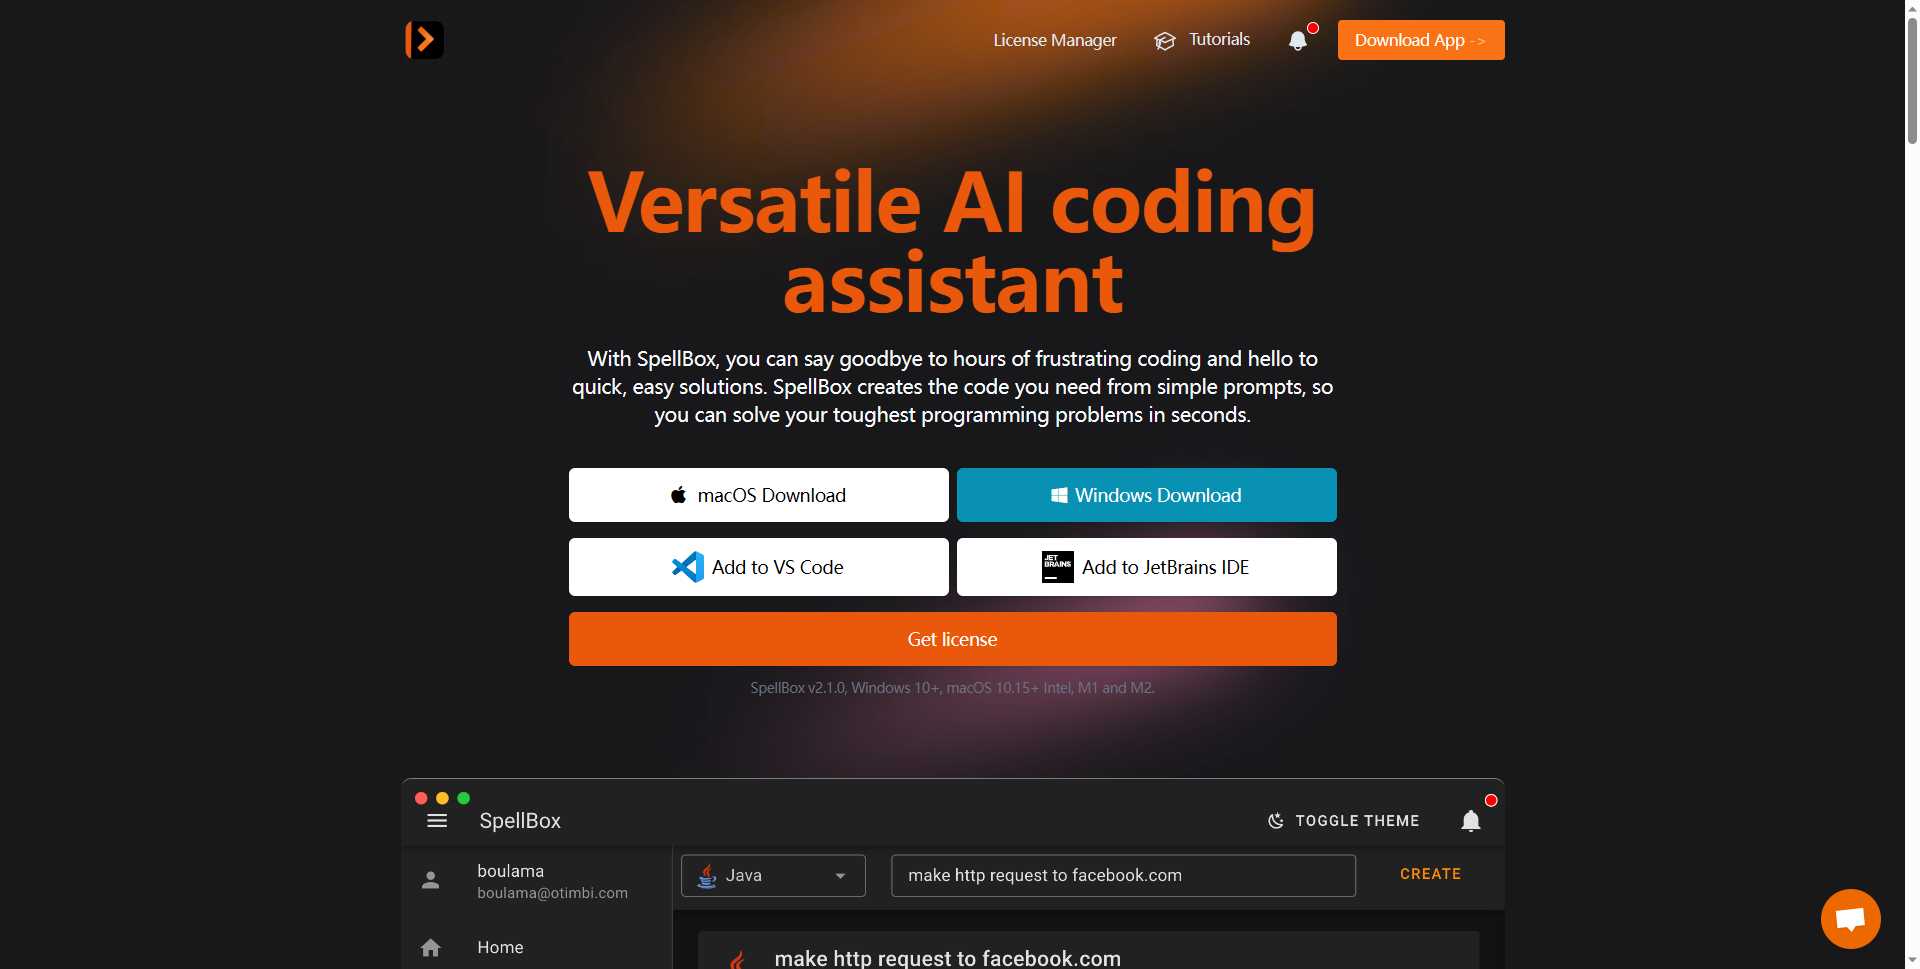 License Manager
Tutorials
Download App ->
Versatile AI coding
assistant
With SpellBox, you can say goodbye to hours of frustrating coding and hello to
quick, easy solutions. SpellBox creates the code you need from simple prompts, so
you can solve your toughest programming problems in seconds.
macOS Download
Windows Download
Add to VS Code
JET
BRAINS
Add to JetBrains IDE
Get license
SpellBox v2.1.0, Windows 10+, macOS 10.15+ Intel, M1 and M2.
SpellBox
TOGGLE THEME
boulama
boulama@otimbi.com
Java
make http request to facebook.com
CREATE
Home
make http request to facebook.com